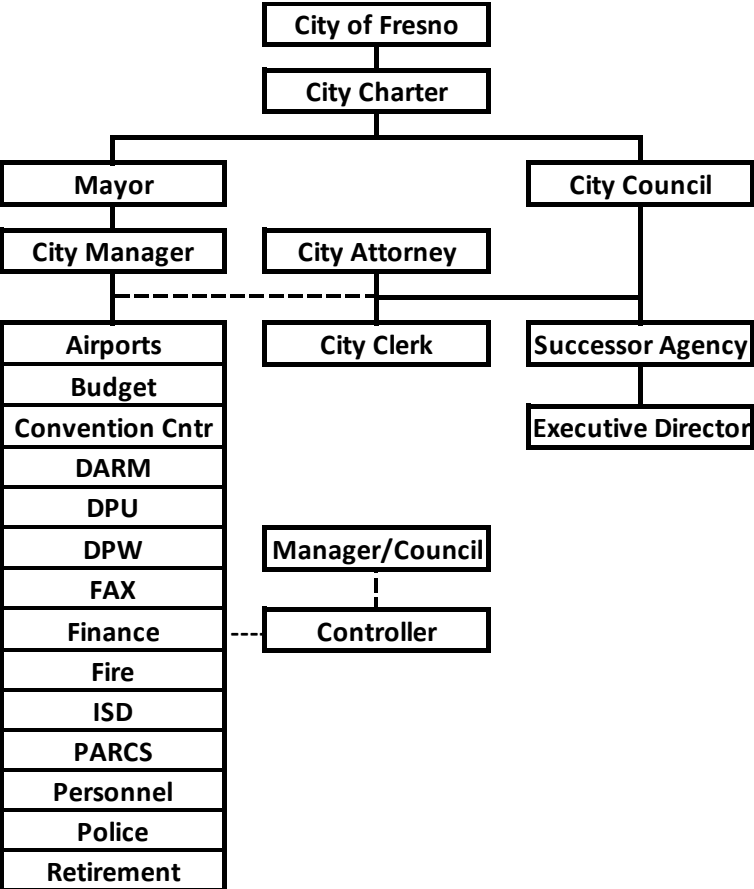 City of Fresno
City Charter
Mayor
City Council
City Manager
City Attorney
Airports
City Clerk
Successor Agency
Budget
Convention Cntr
Executive Director
DARM
DPU
DPW
Manager/Council
FAX
Finance
Controller
Fire
ISD
PARCS
Personnel
Police
Retirement